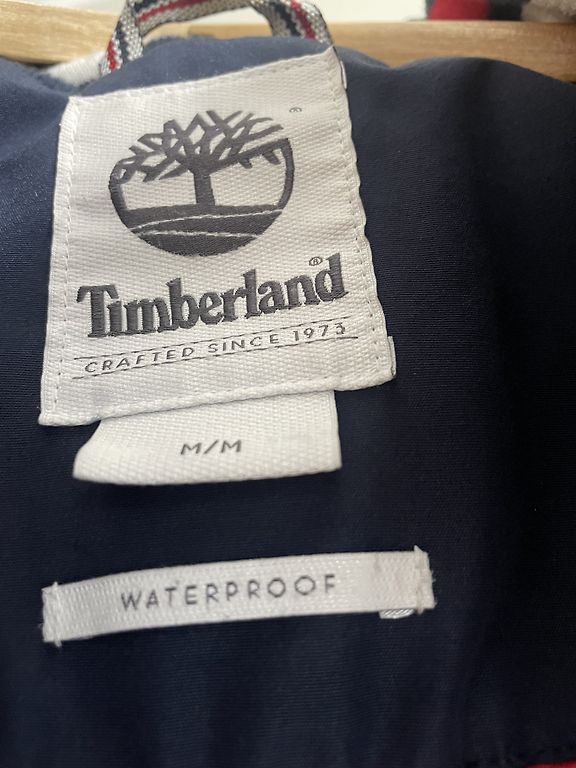 ®
Timberland®
CRAFTED SINCE 1973
M/M
WATERPROOF